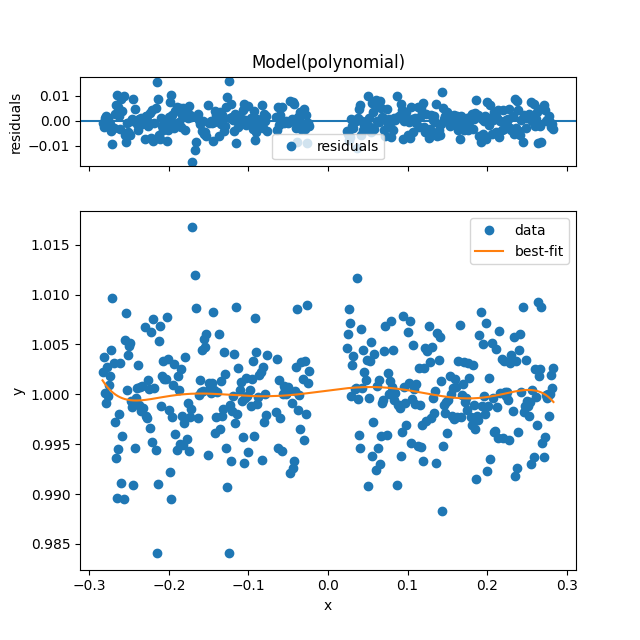 Model(polynomial)
residuals
0.01
0.00
−0.01
residuals
y
1.015
1.010
1.005
1.000
0.995
0.990
0.985
data
best-fit
−0.3 −0.2 −0.1 0.0 0.1 0.2 0.3
x